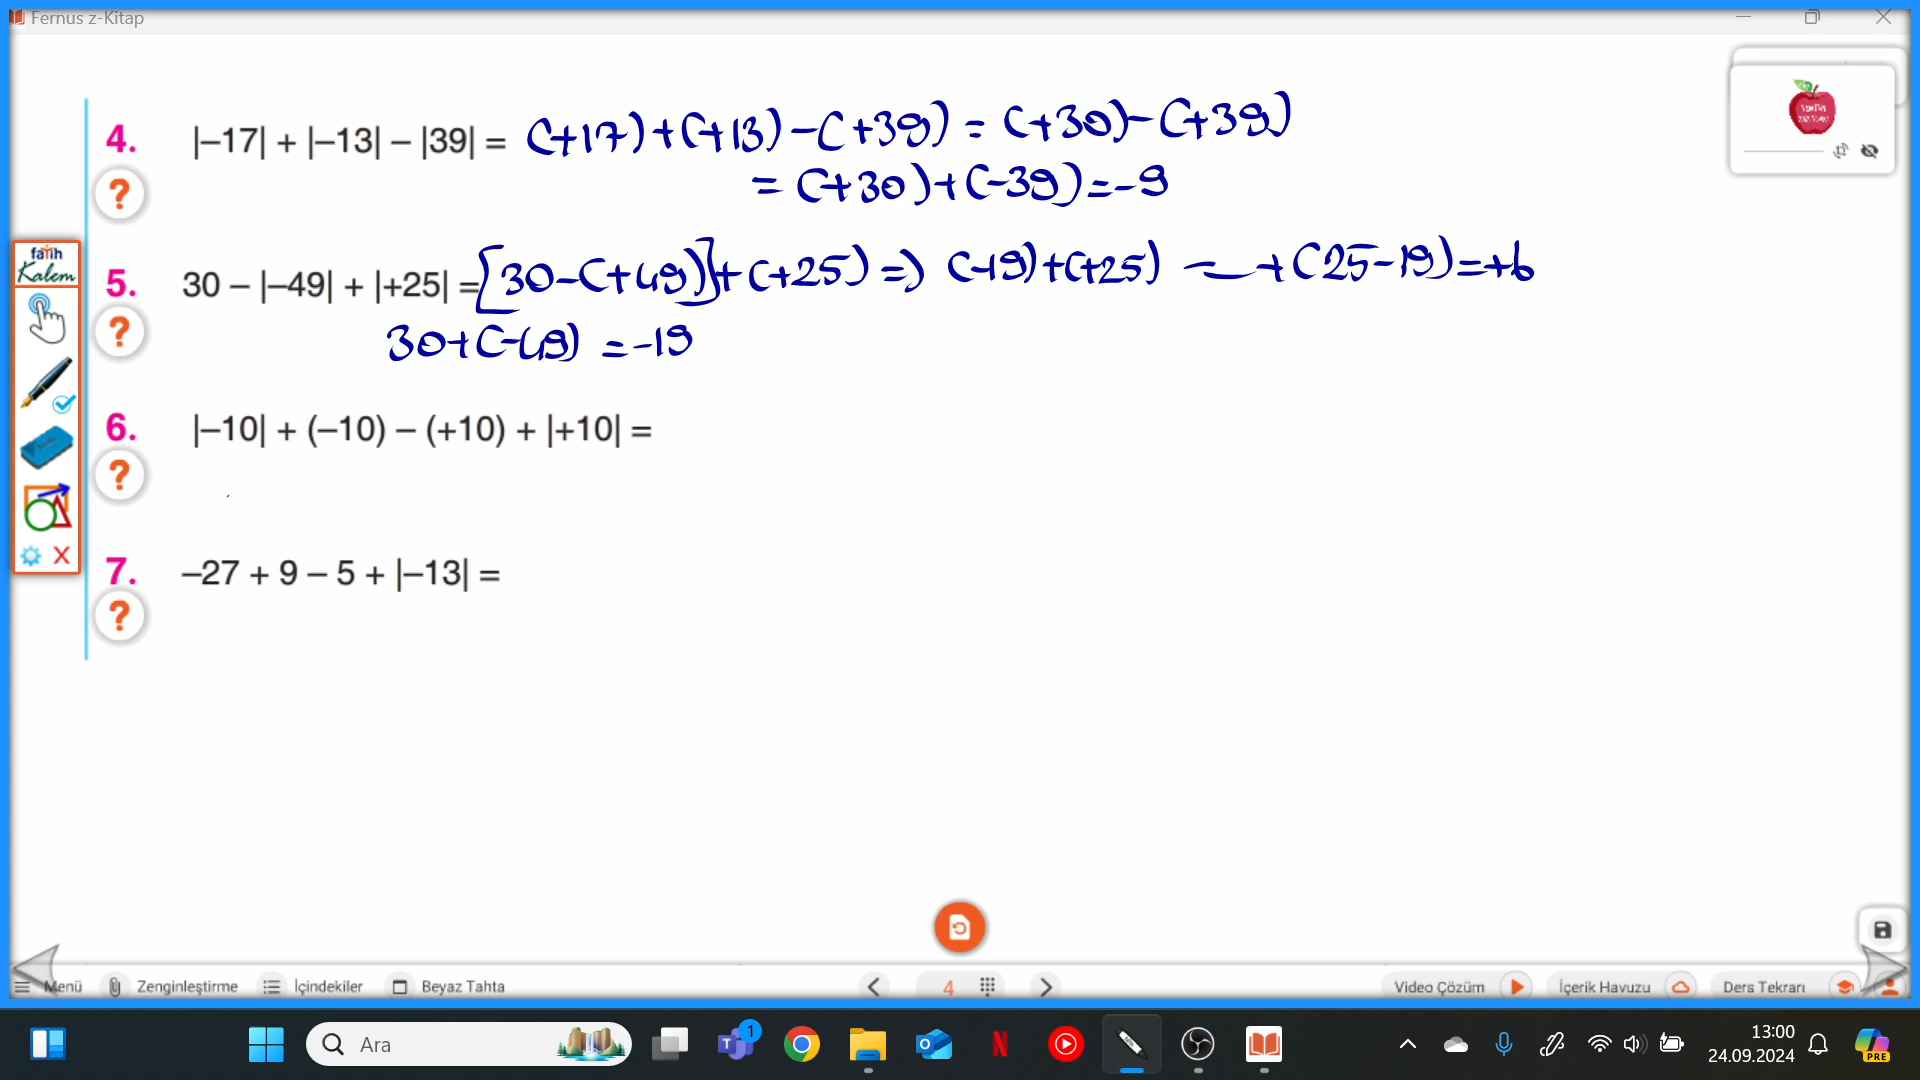 Fernus z-Kitap
4. |–17| + |–13| – |39| = (+17)+(+13)-(+39) = (+30)-(+39)
= (+30)+(-39)=-9
?
fatih
Kalem
5. 30 – |–49| + |+25| = [30-(+49)]+(+25) => (-19)+(+25) = +(25-19)=+6
? 30+(-49) =-19
6. |–10| + (–10) – (+10) + |+10| =
?
7. –27 + 9 – 5 + |–13| =
?
Menü Zenginleştirme İçindekiler Beyaz Tahta 4 Video Çözüm İçerik Havuzu Ders Tekrarı
Ara 1 13:00
24.09.2024
PRE